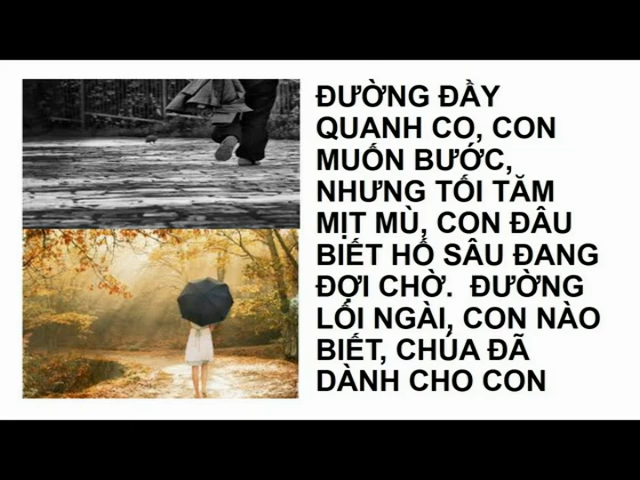 ĐƯỜNG ĐẦY
QUANH CO, CON
MUỐN BƯỚC,
NHƯNG TỐI TĂM
MỊT MÙ, CON ĐÂU
BIẾT HỐ SÂU ĐANG
ĐỢI CHỜ. ĐƯỜNG
LỐI NGÀI, CON NÀO
BIẾT, CHÚA ĐÃ
DÀNH CHO CON